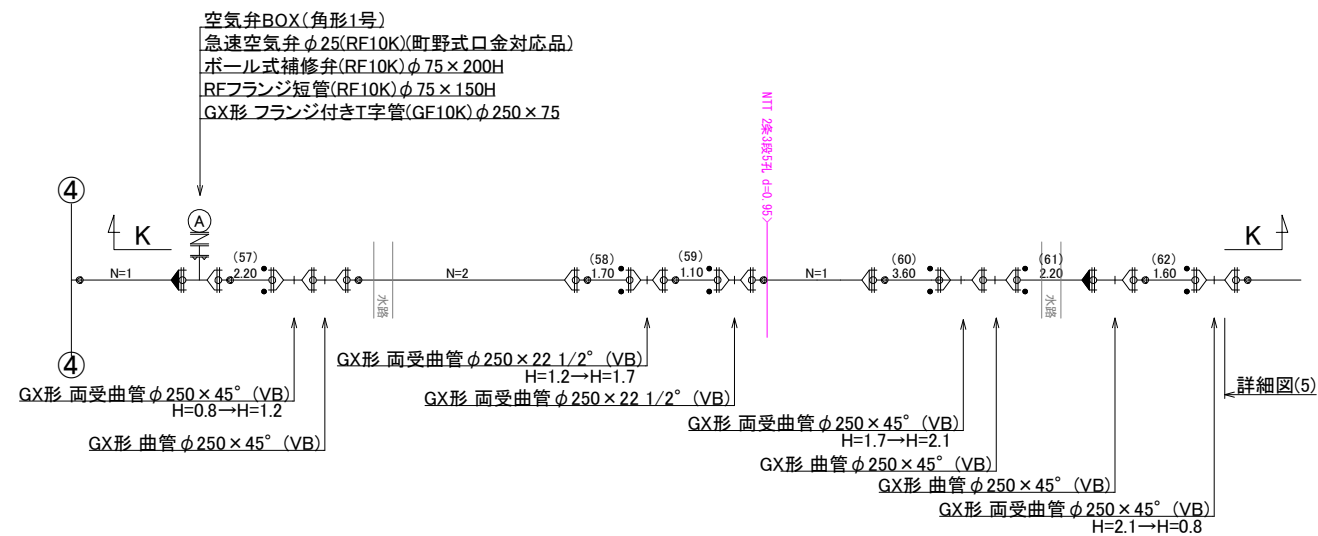 空気弁BOX(角形1号)
急速空気弁φ25(RF10K)(町野式口金対応品)
ボール式補修弁(RF10K)φ75×200H
RFフランジ短管(RF10K)φ75×150H
GX形 フランジ付きT字管(GF10K)φ250×75
NTT 2条3段5孔 d=0.95
④
K
A
K
(57)
(58)
(59)
(60)
(61)
(62)
N=1
2.20
N=2
1.70
1.10
N=1
3.60
2.20
1.60
水路
水路
④
GX形 両受曲管φ250×45°(VB)
H=0.8→H=1.2
GX形 曲管φ250×45°(VB)
GX形 両受曲管φ250×22 1/2°(VB)
H=1.2→H=1.7
GX形 両受曲管φ250×22 1/2°(VB)
GX形 両受曲管φ250×45°(VB)
H=1.7→H=2.1
GX形 曲管φ250×45°(VB)
GX形 曲管φ250×45°(VB)
GX形 両受曲管φ250×45°(VB)
H=2.1→H=0.8
詳細図(5)